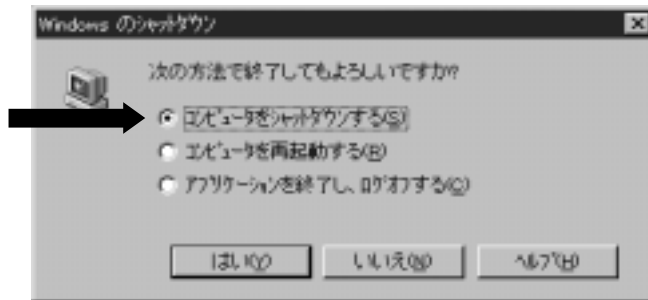 Windows のシャットダウン
次の方法で終了してもよろしいですか?
コンピュータをシャットダウンする(S)
コンピュータを再起動する(R)
アプリケーションを終了し、ログオフする(C)
はい(Y) いいえ(N) ヘルプ(H)